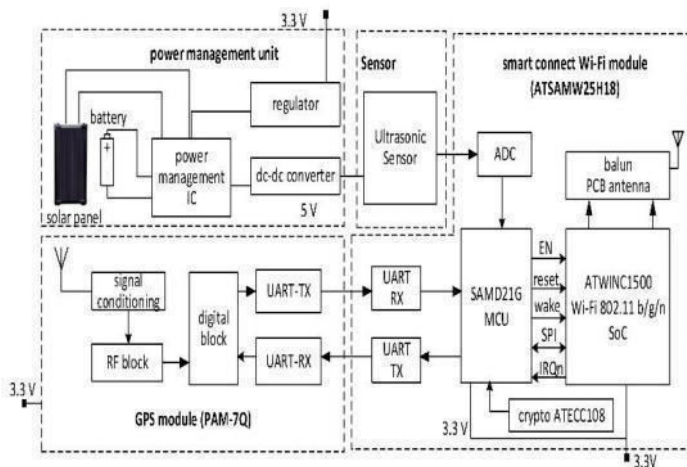 3.3 V
power management unit
Sensor
smart connect Wi-Fi module
(ATSAMW25H18)
regulator
battery
+
Ultrasonic
Sensor
ADC
balun
PCB antenna
power
management
IC
dc-dc converter
solar panel
5 V
signal
conditioning
UART-TX
UART
RX
SAMD21G
MCU
EN
reset
wake
SPI
IRQn
ATWINC1500
Wi-Fi 802.11 b/g/n
SoC
digital
block
RF block
UART-RX
UART
TX
3.3 V
GPS module (PAM-7Q)
crypto ATECC108
3.3 V
3.3V